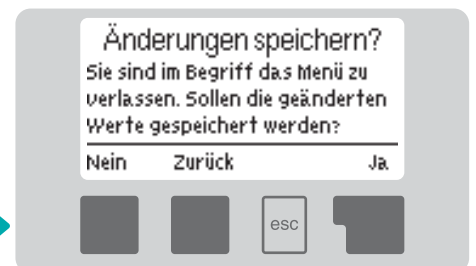 Änderungen speichern?
Sie sind im Begriff das Menü zu
verlassen. Sollen die geänderten
Werte gespeichert werden?
Nein Zurück Ja
esc